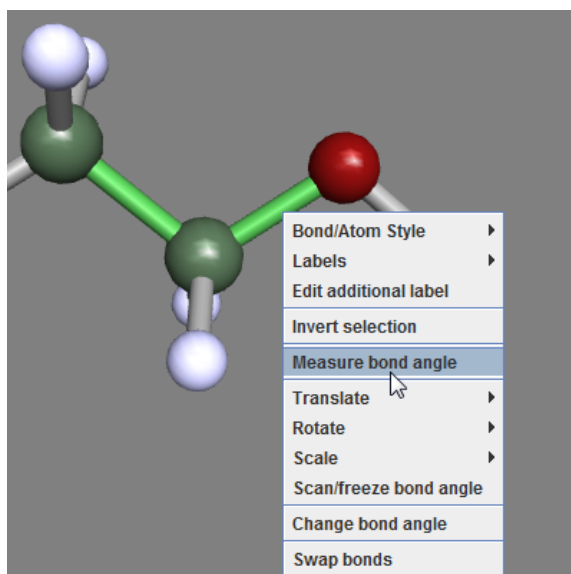 Bond/Atom Style
Labels
Edit additional label
Invert selection
Measure bond angle
Translate
Rotate
Scale
Scan/freeze bond angle
Change bond angle
Swap bonds